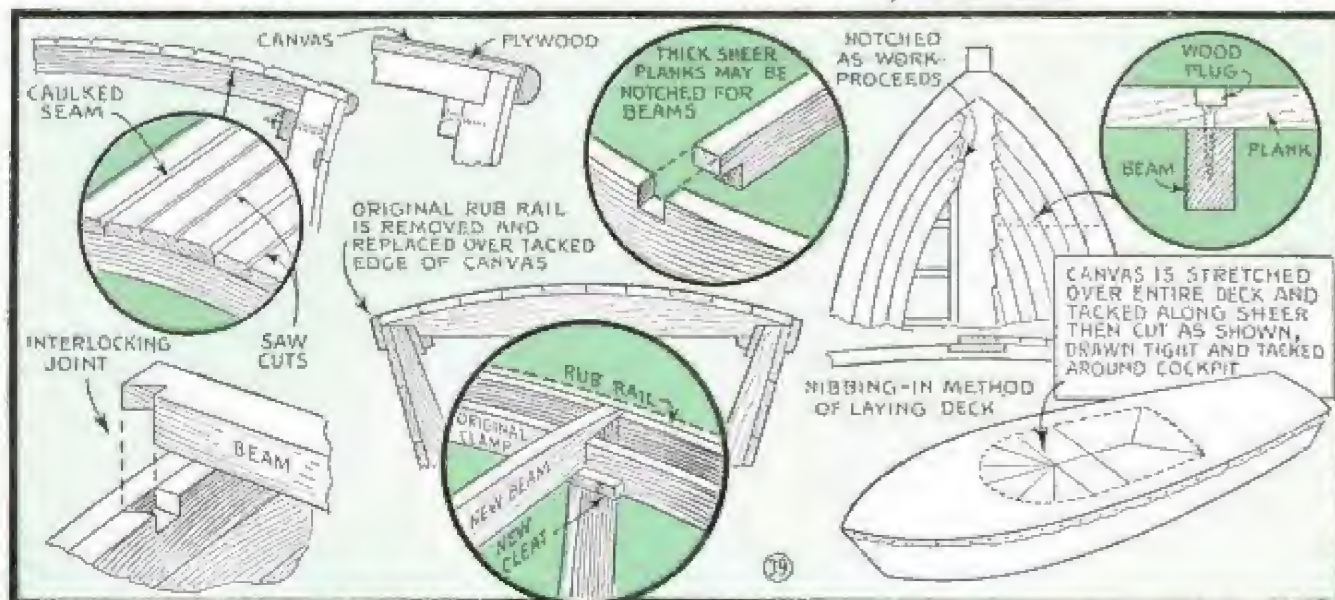 CANVAS
PLYWOOD
CAULKED
SEAM
THICK SHEER
PLANKS MAY BE
NOTCHED FOR
BEAMS
NOTCHED
AS WORK
PROCEEDS
WOOD
PLUG
PLANK
BEAM
ORIGINAL RUB RAIL
IS REMOVED AND
REPLACED OVER TACKED
EDGE OF CANVAS
SAW
CUTS
INTERLOCKING
JOINT
BEAM
RUB RAIL
ORIGINAL
CLAMP
NEW BEAM
NEW
CLEAT
NIBBING-IN METHOD
OF LAYING DECK
CANVAS IS STRETCHED
OVER ENTIRE DECK AND
TACKED ALONG SHEER
THEN CUT AS SHOWN,
DRAWN TIGHT AND TACKED
AROUND COCKPIT